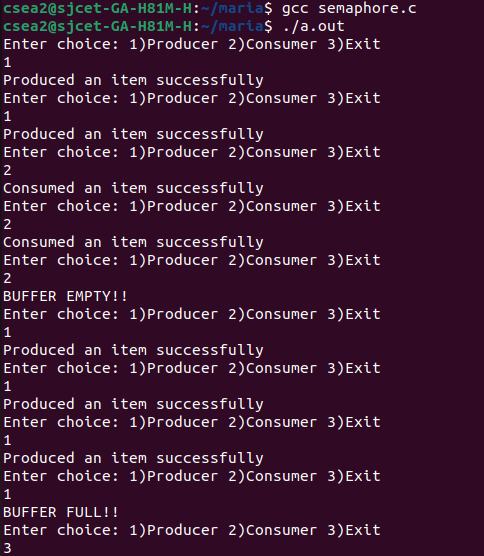 csea2@sjcet-GA-H81M-H:~/maria$ gcc semaphore.c
csea2@sjcet-GA-H81M-H:~/maria$ ./a.out
Enter choice: 1)Producer 2)Consumer 3)Exit
1
Produced an item successfully
Enter choice: 1)Producer 2)Consumer 3)Exit
1
Produced an item successfully
Enter choice: 1)Producer 2)Consumer 3)Exit
2
Consumed an item successfully
Enter choice: 1)Producer 2)Consumer 3)Exit
2
Consumed an item successfully
Enter choice: 1)Producer 2)Consumer 3)Exit
2
BUFFER EMPTY!!
Enter choice: 1)Producer 2)Consumer 3)Exit
1
Produced an item successfully
Enter choice: 1)Producer 2)Consumer 3)Exit
1
Produced an item successfully
Enter choice: 1)Producer 2)Consumer 3)Exit
1
Produced an item successfully
Enter choice: 1)Producer 2)Consumer 3)Exit
1
BUFFER FULL!!
Enter choice: 1)Producer 2)Consumer 3)Exit
3